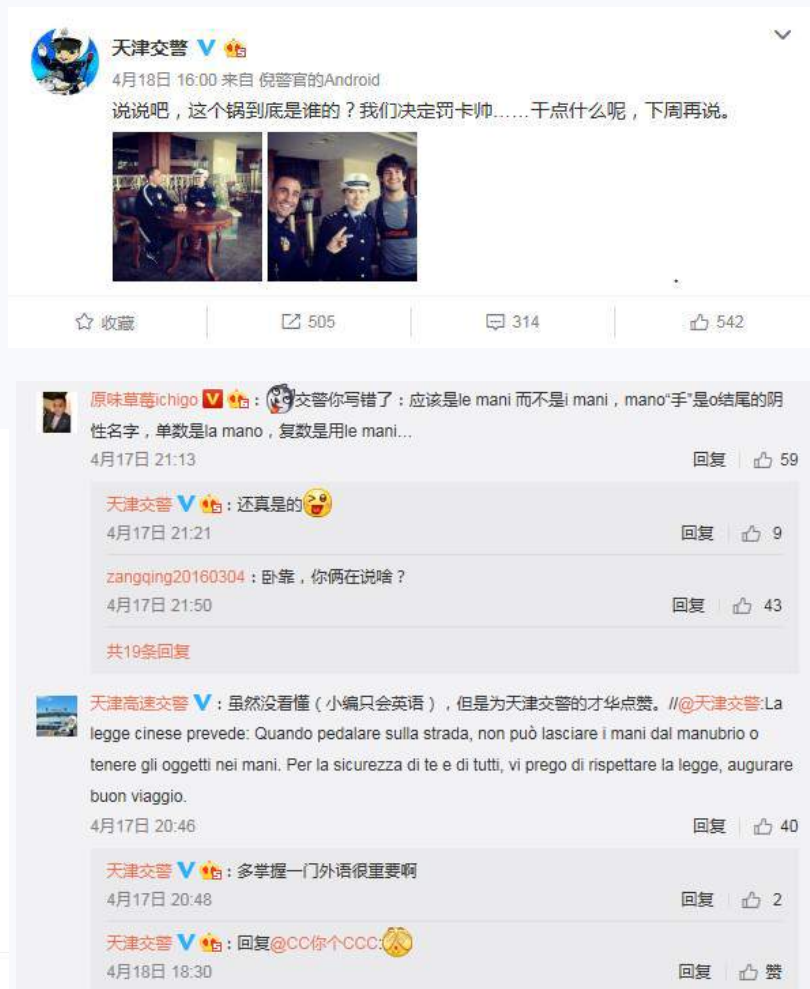 天津交警
4月18日 16:00 来自 倪警官的Android
说说吧，这个锅到底是谁的？我们决定罚卡帅……干点什么呢，下周再说。
收藏
505
314
542
原味草莓ichigo：交警你写错了：应该是le mani 而不是i mani，mano“手”是o结尾的阴
性名字，单数是la mano，复数是用le mani...
4月17日 21:13
回复
59
天津交警：还真是的
4月17日 21:21
回复
9
zangqing20160304：卧靠，你俩在说啥？
4月17日 21:50
回复
43
共19条回复
天津高速交警：虽然没看懂（小编只会英语），但是为天津交警的才华点赞。//@天津交警:La
legge cinese prevede: Quando pedalare sulla strada, non può lasciare i mani dal manubrio o
tenere gli oggetti nei mani. Per la sicurezza di te e di tutti, vi prego di rispettare la legge, augurare
buon viaggio.
4月17日 20:46
回复
40
天津交警：多掌握一门外语很重要啊
4月17日 20:48
回复
2
天津交警：回复@CC你个CCC:
4月18日 18:30
回复
赞